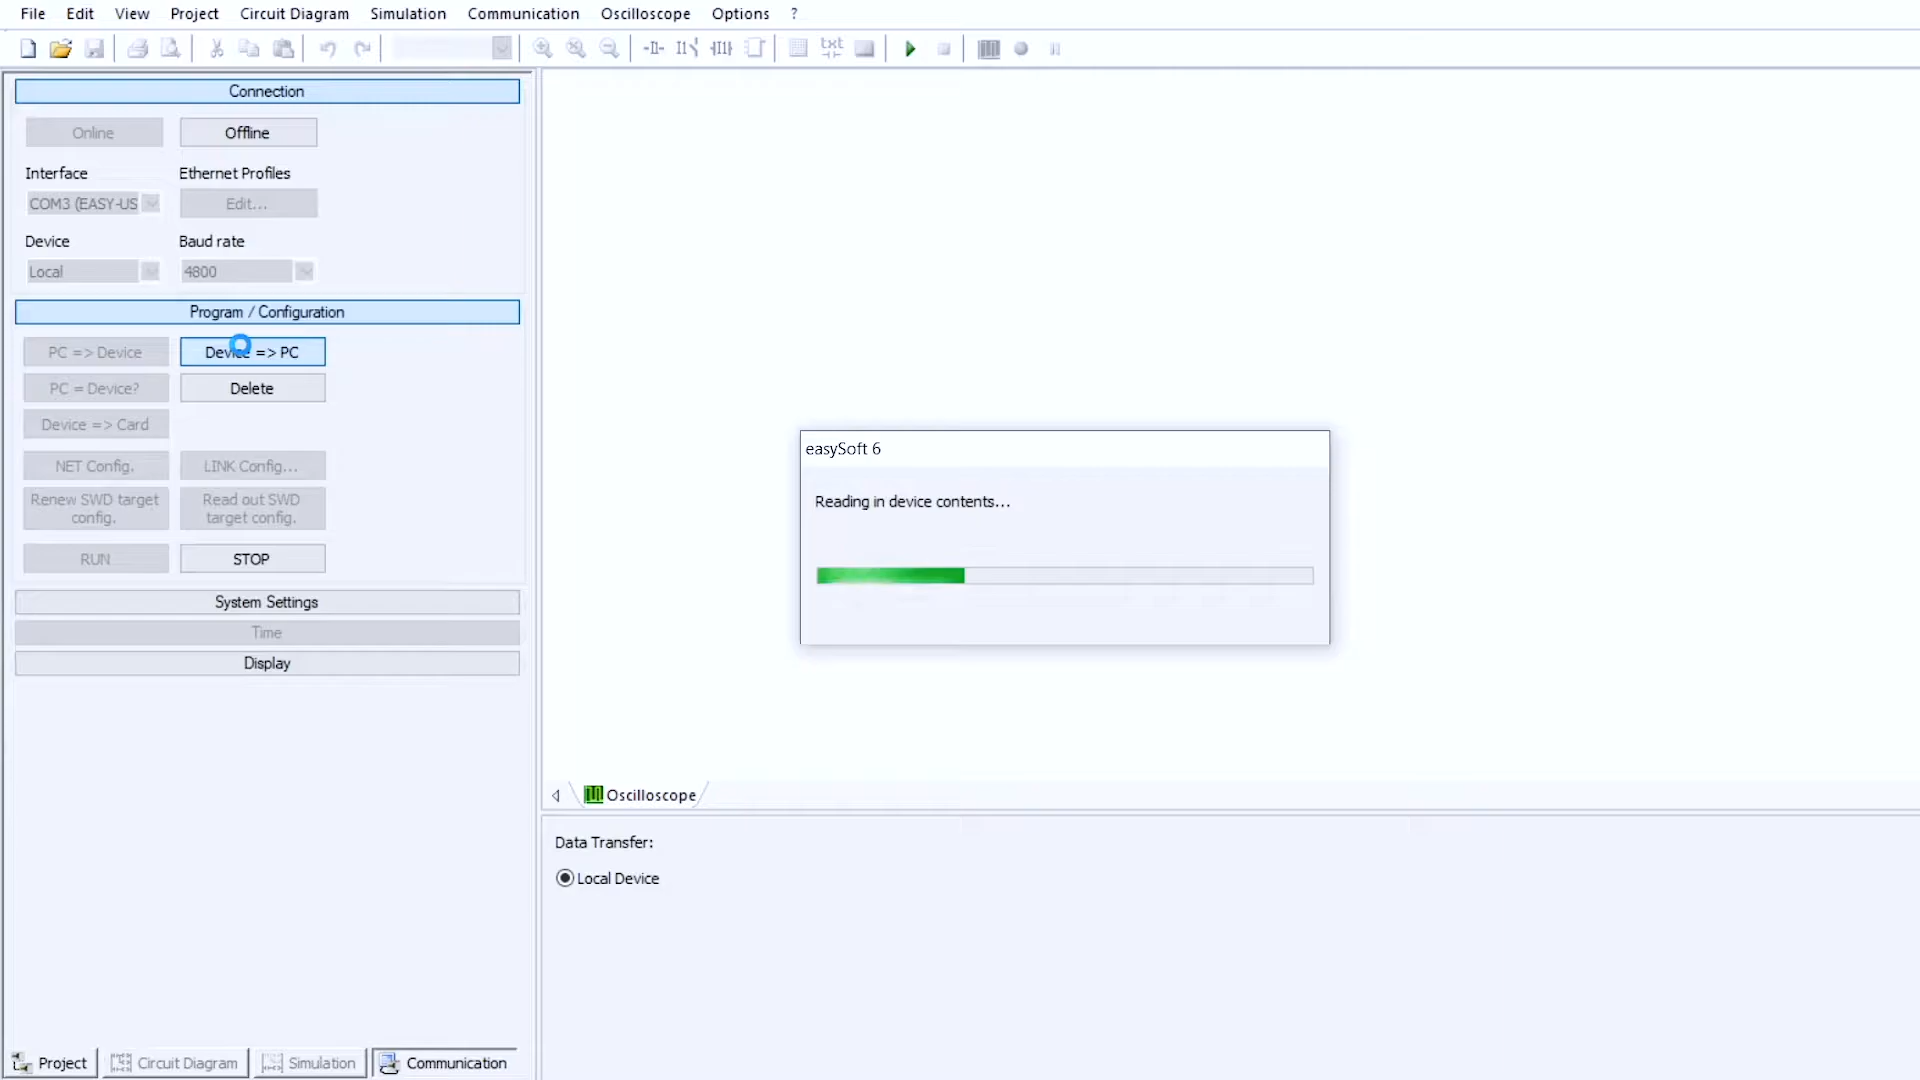 File Edit View Project Circuit Diagram Simulation Communication Oscilloscope Options ?
txt
Connection
Online Offline
Interface Ethernet Profiles
COM3 (EASY-US Edit...
Device Baud rate
Local 4800
Program / Configuration
PC => Device Device => PC
PC = Device? Delete
Device => Card
NET Config. LINK Config...
Renew SWD target config. Read out SWD target config.
RUN STOP
System Settings
Time
Display
easySoft 6
Reading in device contents...
Oscilloscope
Data Transfer:
Local Device
Project Circuit Diagram Simulation Communication